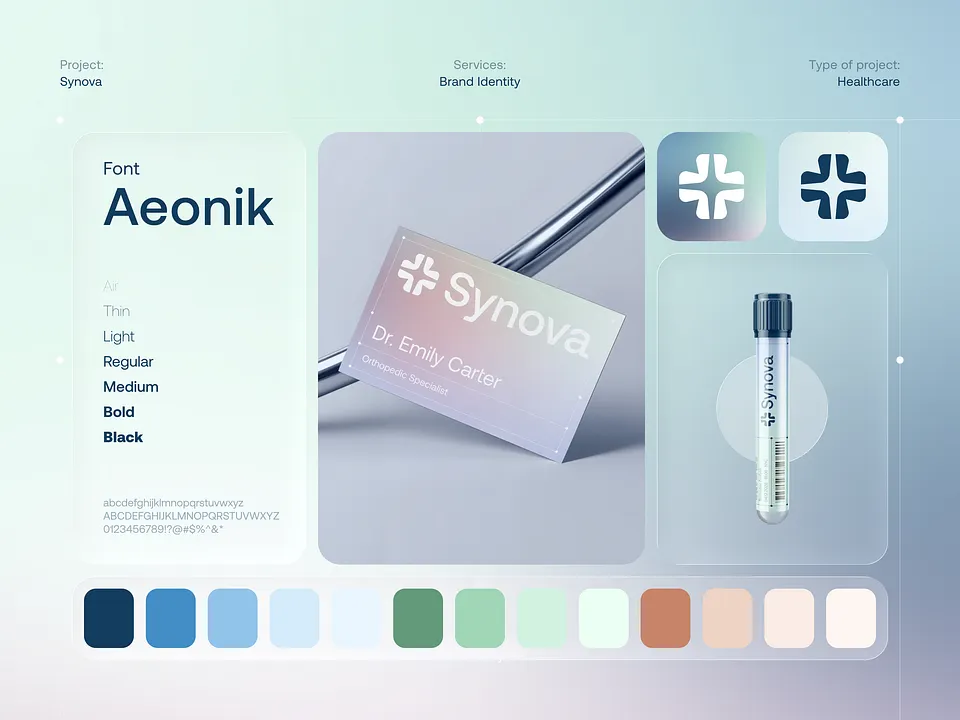 Project:
Synova
Services:
Brand Identity
Type of project:
Healthcare
Font
Aeonik
Air
Thin
Light
Regular
Medium
Bold
Black
abcdefghijklmnopqrstuvwxyz
ABCDEFGHIJKLMNOPQRSTUVWXYZ
0123456789!?@#$%^&*
Synova
Dr. Emily Carter
Orthopedic Specialist
Synova